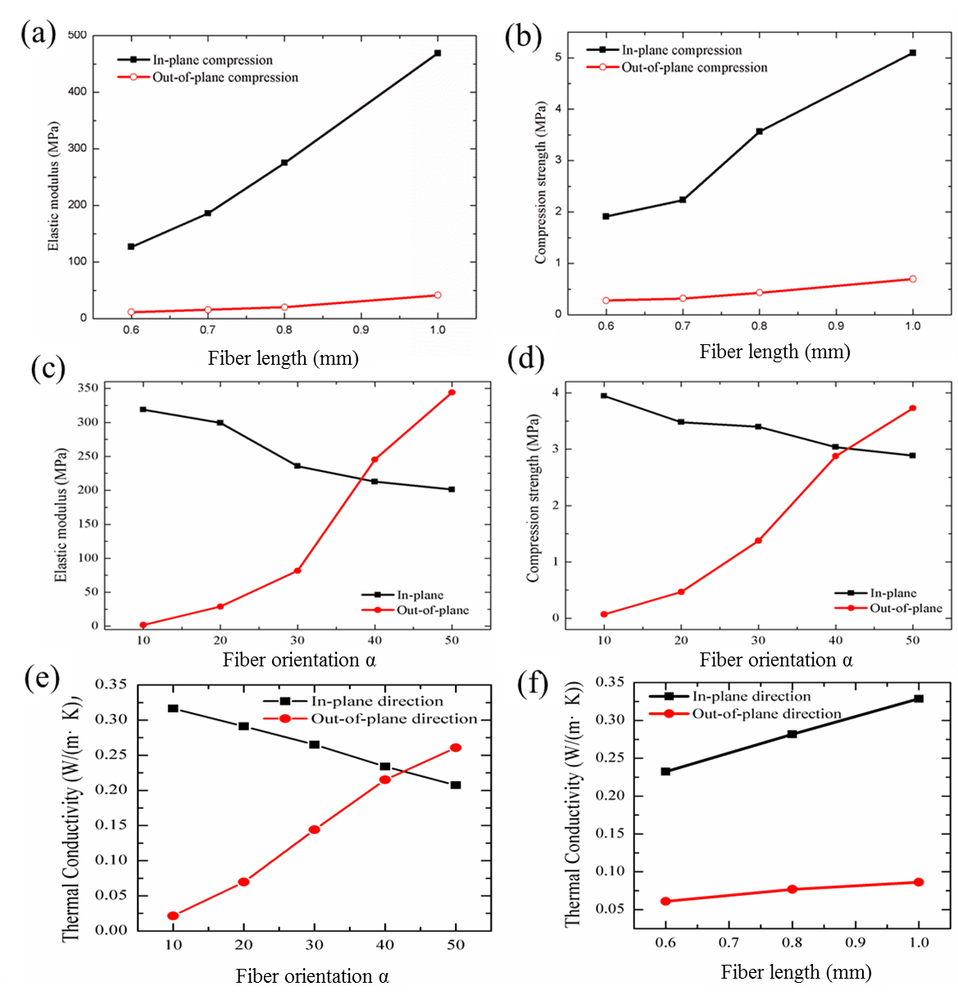 (a)
500
400
300
200
100
0
Elastic modulus (MPa)
In-plane compression
Out-of-plane compression
0.6 0.7 0.8 0.9 1.0
Fiber length (mm)
(b)
5
4
3
2
1
0
Compression strength (MPa)
In-plane compression
Out-of-plane compression
0.6 0.7 0.8 0.9 1.0
Fiber length (mm)
(c)
350
300
250
200
150
100
50
0
Elastic modulus (MPa)
In-plane
Out-of-plane
10 20 30 40 50
Fiber orientation α
(d)
4
3
2
1
0
Compression strength (MPa)
In-plane
Out-of-plane
10 20 30 40 50
Fiber orientation α
(e)
0.35
0.30
0.25
0.20
0.15
0.10
0.05
0.00
Thermal Conductivity (W/(m· K))
In-plane direction
Out-of-plane direction
10 20 30 40 50
Fiber orientation α
(f)
0.35
0.30
0.25
0.20
0.15
0.10
0.05
Thermal Conductivity (W/(m· K))
In-plane direction
Out-of-plane direction
0.6 0.7 0.8 0.9 1.0
Fiber length (mm)